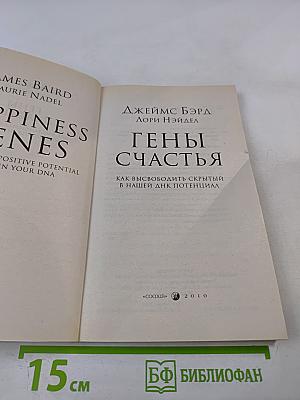 AMES BAIRD
AURIE NADEL
PPINESS
ENES
POSITIVE POTENTIAL
N YOUR DNA
ДЖЕЙМС БЭРД
ЛОРИ НЭЙДЕЛ
ГЕНЫ
СЧАСТЬЯ
КАК ВЫСВОБОДИТЬ СКРЫТЫЙ
В НАШЕЙ ДНК ПОТЕНЦИАЛ
«СОФИЯ» 2010
15 см
БФ БИБЛИОФАН